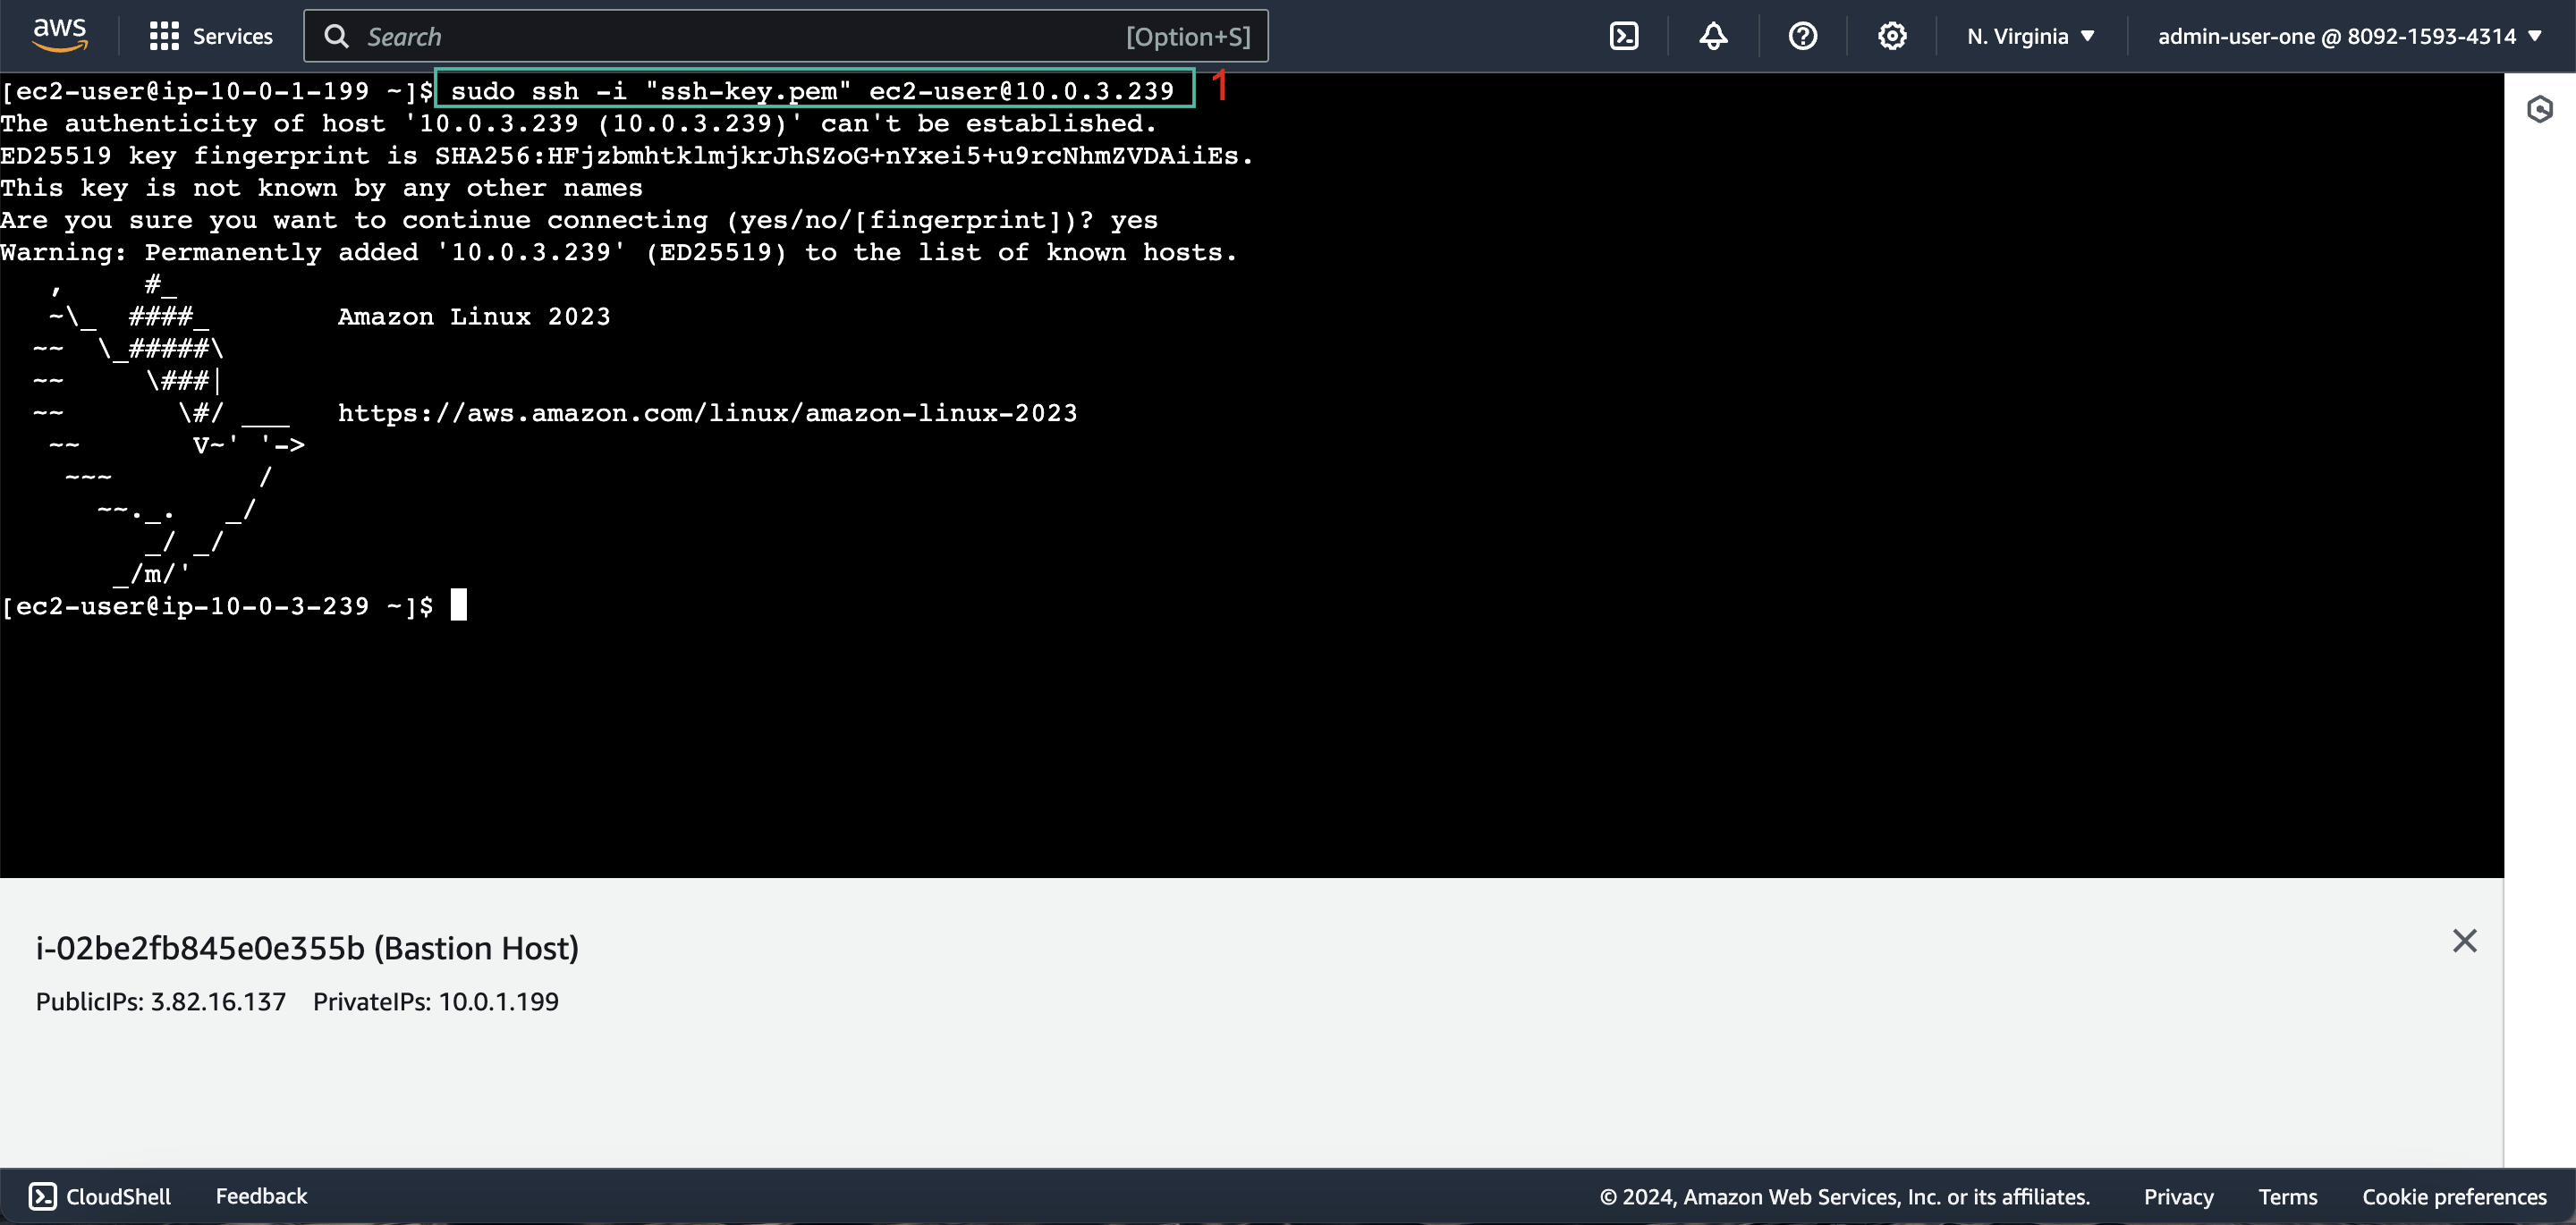 aws Services Search [Option+S] N. Virginia ▼ admin-user-one @ 8092-1593-4314 ▼
[ec2-user@ip-10-0-1-199 ~]$ sudo ssh -i "ssh-key.pem" ec2-user@10.0.3.239 1
The authenticity of host '10.0.3.239 (10.0.3.239)' can't be established.
ED25519 key fingerprint is SHA256:HFjzbmhtklmjkrJhSZoG+nYxei5+u9rcNhmZVDAiiEs.
This key is not known by any other names
Are you sure you want to continue connecting (yes/no/[fingerprint])? yes
Warning: Permanently added '10.0.3.239' (ED25519) to the list of known hosts.
   ,     #_
   ~\_  ####_        Amazon Linux 2023
  ~~  \_#####\
  ~~     \###|
  ~~       \#/ ___   https://aws.amazon.com/linux/amazon-linux-2023
   ~~       V~' '->
    ~~~         /
      ~~._.   _/
         _/ _/
       _/m/'
[ec2-user@ip-10-0-3-239 ~]$
i-02be2fb845e0e355b (Bastion Host)
PublicIPs: 3.82.16.137 PrivateIPs: 10.0.1.199
CloudShell Feedback © 2024, Amazon Web Services, Inc. or its affiliates. Privacy Terms Cookie preferences